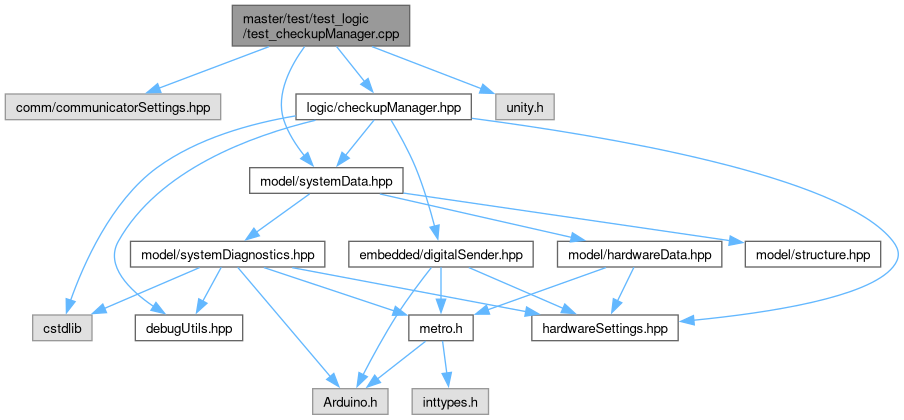 master/test/test_logic
/test_checkupManager.cpp
comm/communicatorSettings.hpp
logic/checkupManager.hpp
unity.h
model/systemData.hpp
model/systemDiagnostics.hpp
embedded/digitalSender.hpp
model/hardwareData.hpp
model/structure.hpp
cstdlib
debugUtils.hpp
metro.h
hardwareSettings.hpp
Arduino.h
inttypes.h